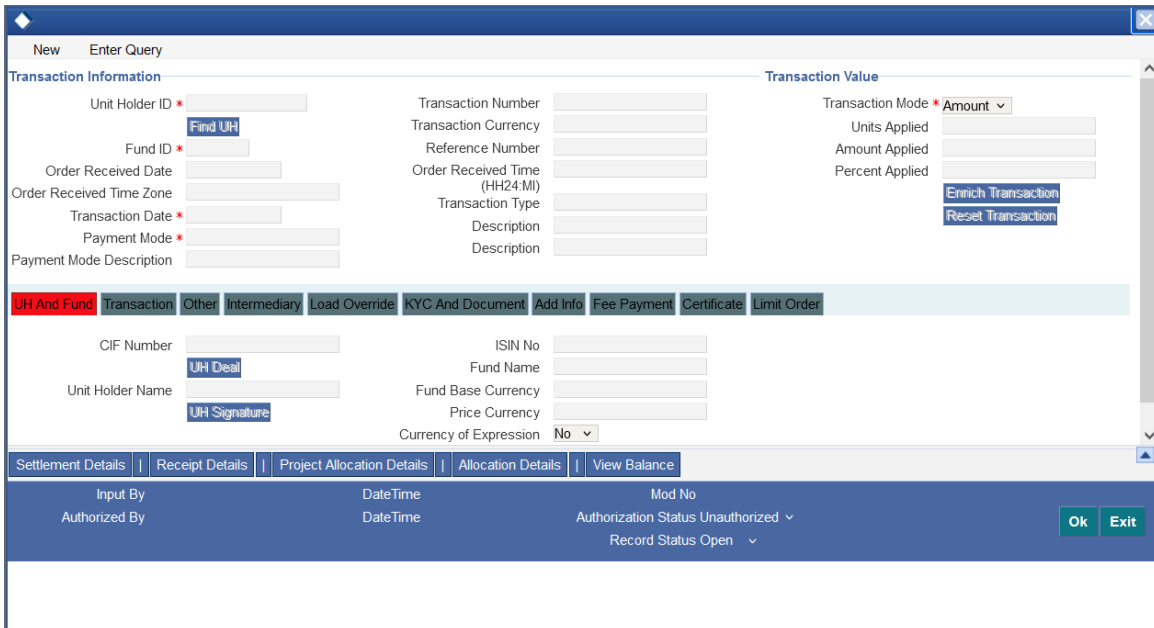 New Enter Query
Transaction Information
Transaction Value
Unit Holder ID *
Transaction Number
Transaction Mode * Amount
Find UH
Transaction Currency
Units Applied
Fund ID *
Reference Number
Amount Applied
Order Received Date
Order Received Time
(HH24:MI)
Percent Applied
Order Received Time Zone
Transaction Type
Enrich Transaction
Transaction Date *
Description
Reset Transaction
Payment Mode *
Description
Payment Mode Description
UH And Fund Transaction Other Intermediary Load Override KYC And Document Add Info Fee Payment Certificate Limit Order
CIF Number
ISIN No
UH Deal
Fund Name
Unit Holder Name
Fund Base Currency
UH Signature
Price Currency
Currency of Expression No
Settlement Details | Receipt Details | Project Allocation Details | Allocation Details | View Balance
Input By DateTime Mod No
Authorized By DateTime Authorization Status Unauthorized
Record Status Open
Ok Exit